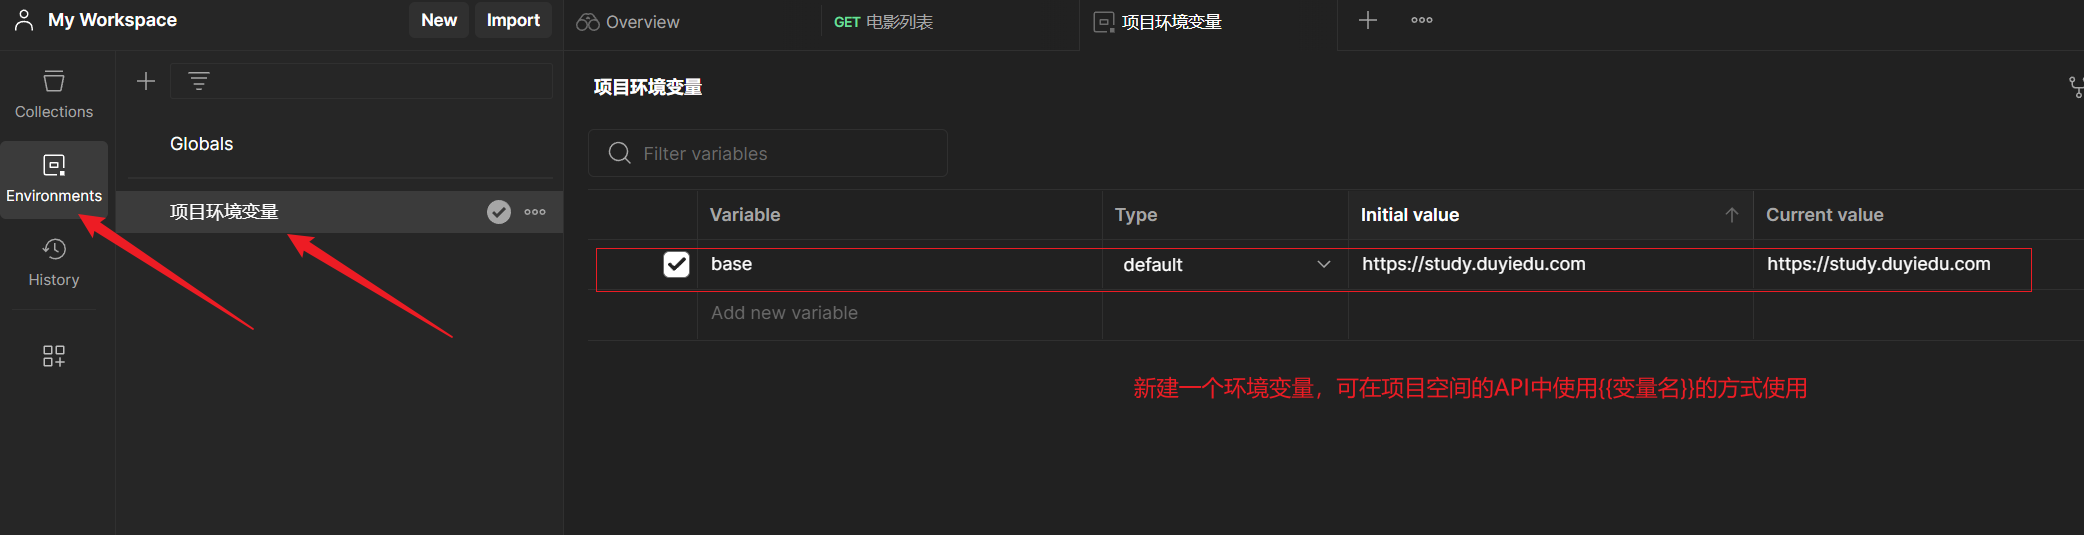 My Workspace
New
Import
Overview
GET 电影列表
项目环境变量
Collections
Environments
History
Globals
项目环境变量
项目环境变量
Filter variables
Variable
Type
Initial value
Current value
base
default
https://study.duyiedu.com
https://study.duyiedu.com
Add new variable
新建一个环境变量，可在项目空间的API中使用{{变量名}}的方式使用